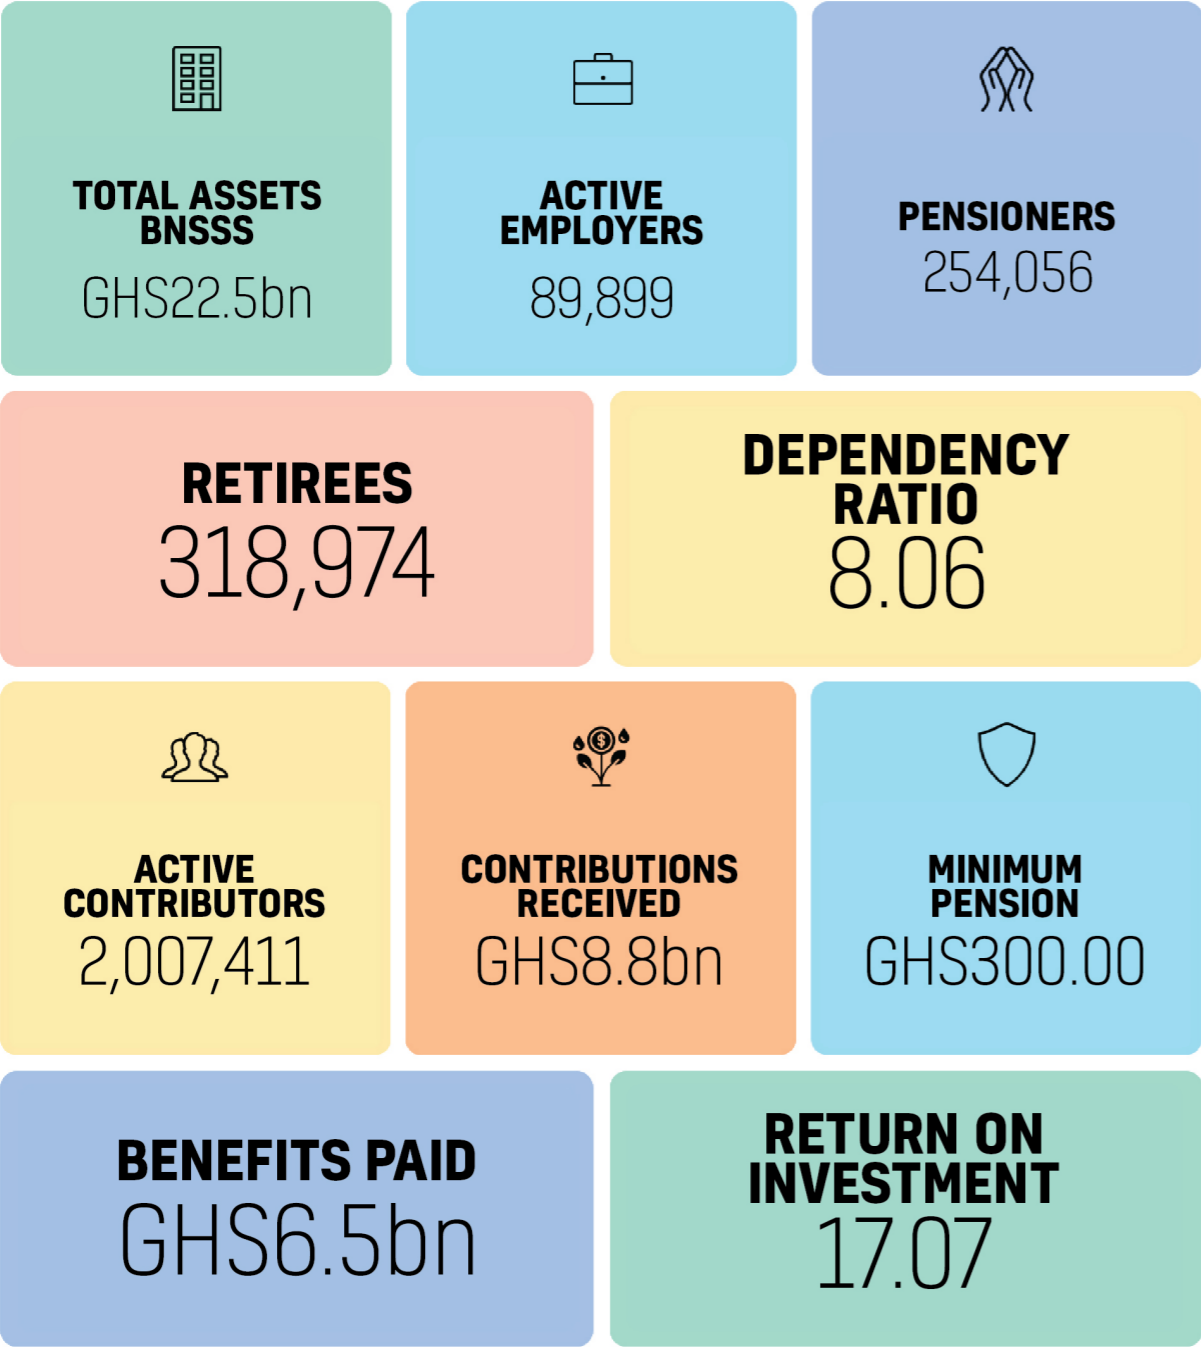 TOTAL ASSETS
BNSSS
GHS22.5bn
ACTIVE
EMPLOYERS
89,899
PENSIONERS
254,056
RETIREES
318,974
DEPENDENCY
RATIO
8.06
ACTIVE
CONTRIBUTORS
2,007,411
CONTRIBUTIONS
RECEIVED
GHS8.8bn
MINIMUM
PENSION
GHS300.00
BENEFITS PAID
GHS6.5bn
RETURN ON
INVESTMENT
17.07